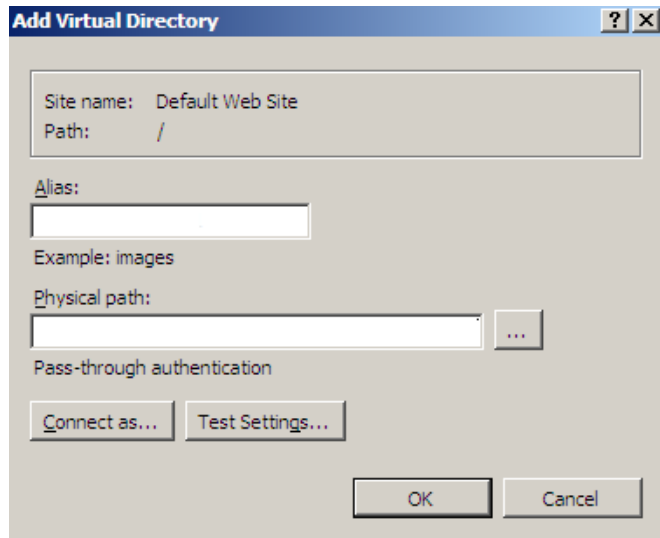 Add Virtual Directory
Site name: Default Web Site
Path: /
Alias:
Example: images
Physical path:
...
Pass-through authentication
Connect as... Test Settings...
OK Cancel